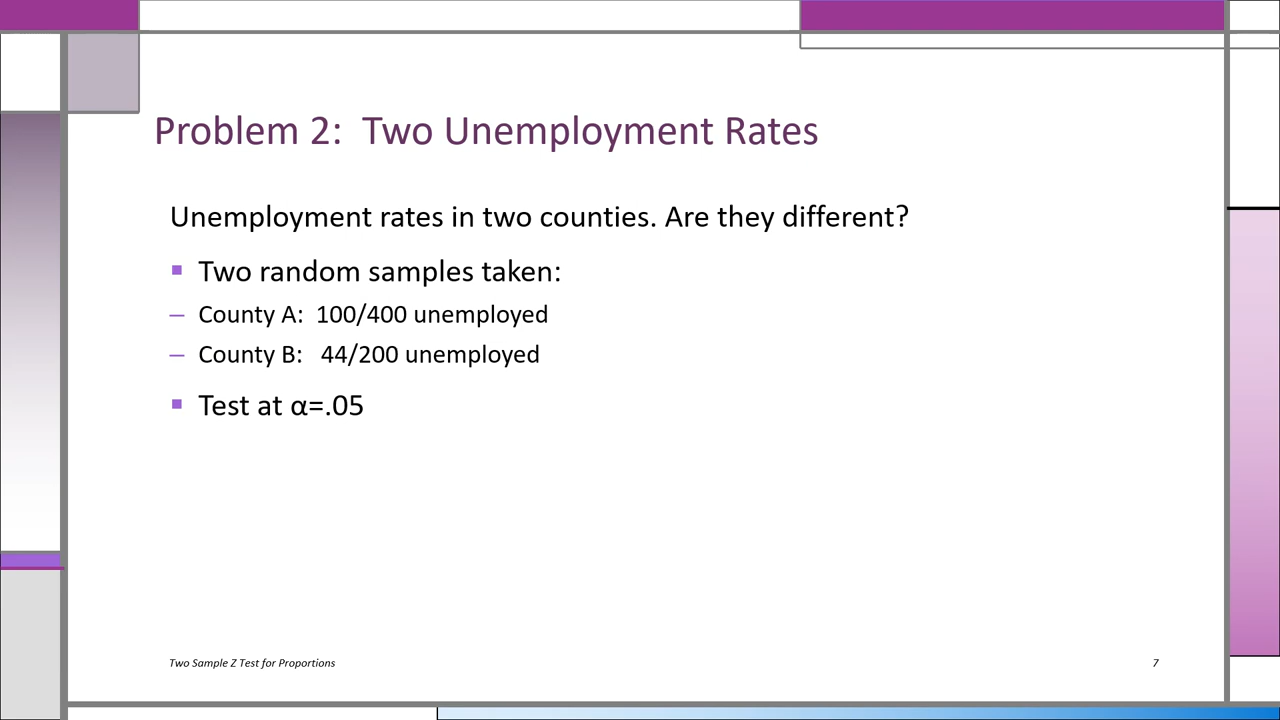 Problem 2:  Two Unemployment Rates
Unemployment rates in two counties. Are they different?
▪ Two random samples taken:
– County A:  100/400 unemployed
– County B:   44/200 unemployed
▪ Test at α=.05
Two Sample Z Test for Proportions
7